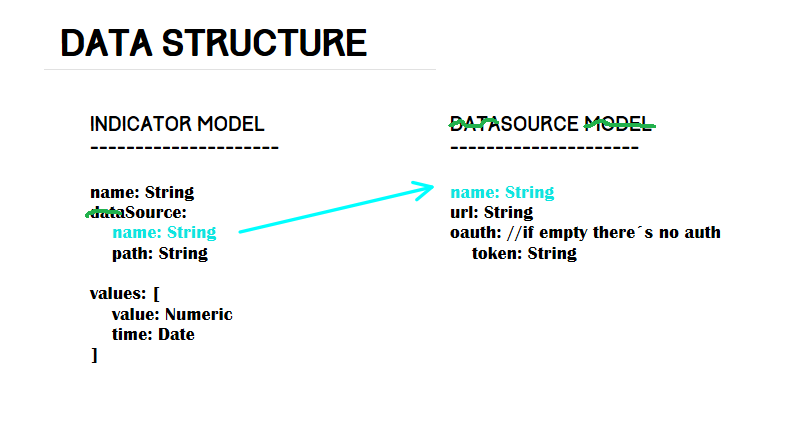 DATA STRUCTURE
INDICATOR MODEL
---------------------
name: String
dataSource:
name: String
path: String
values: [
value: Numeric
time: Date
]
DATASOURCE MODEL
---------------------
name: String
url: String
oauth: //if empty there´s no auth
token: String